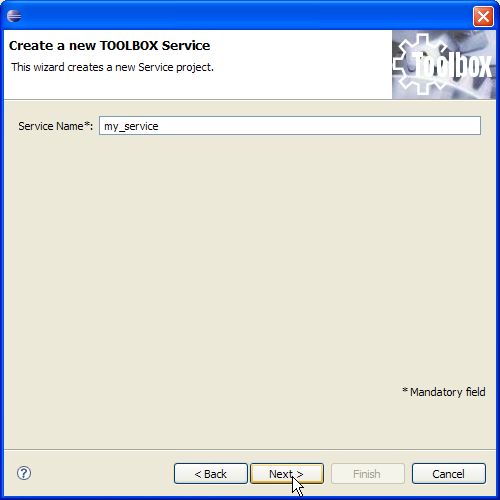 Create a new TOOLBOX Service
This wizard creates a new Service project.
Toolbox
Service Name*: my_service
* Mandatory field
? < Back Next > Finish Cancel